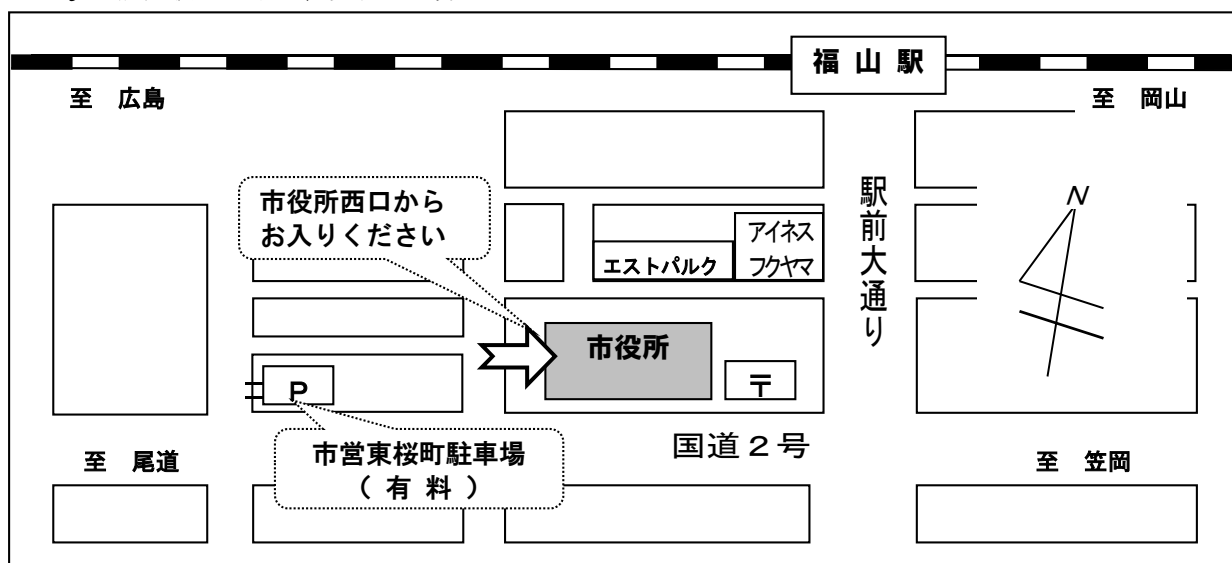 福 山 駅
至 広島
至 岡山
市役所西口から
お入りください
駅前大通り
N
アイネス
フクヤマ
エストパルク
市役所
〒
P
国道２号
市営東桜町駐車場
（ 有 料 ）
至 尾道
至 笠岡